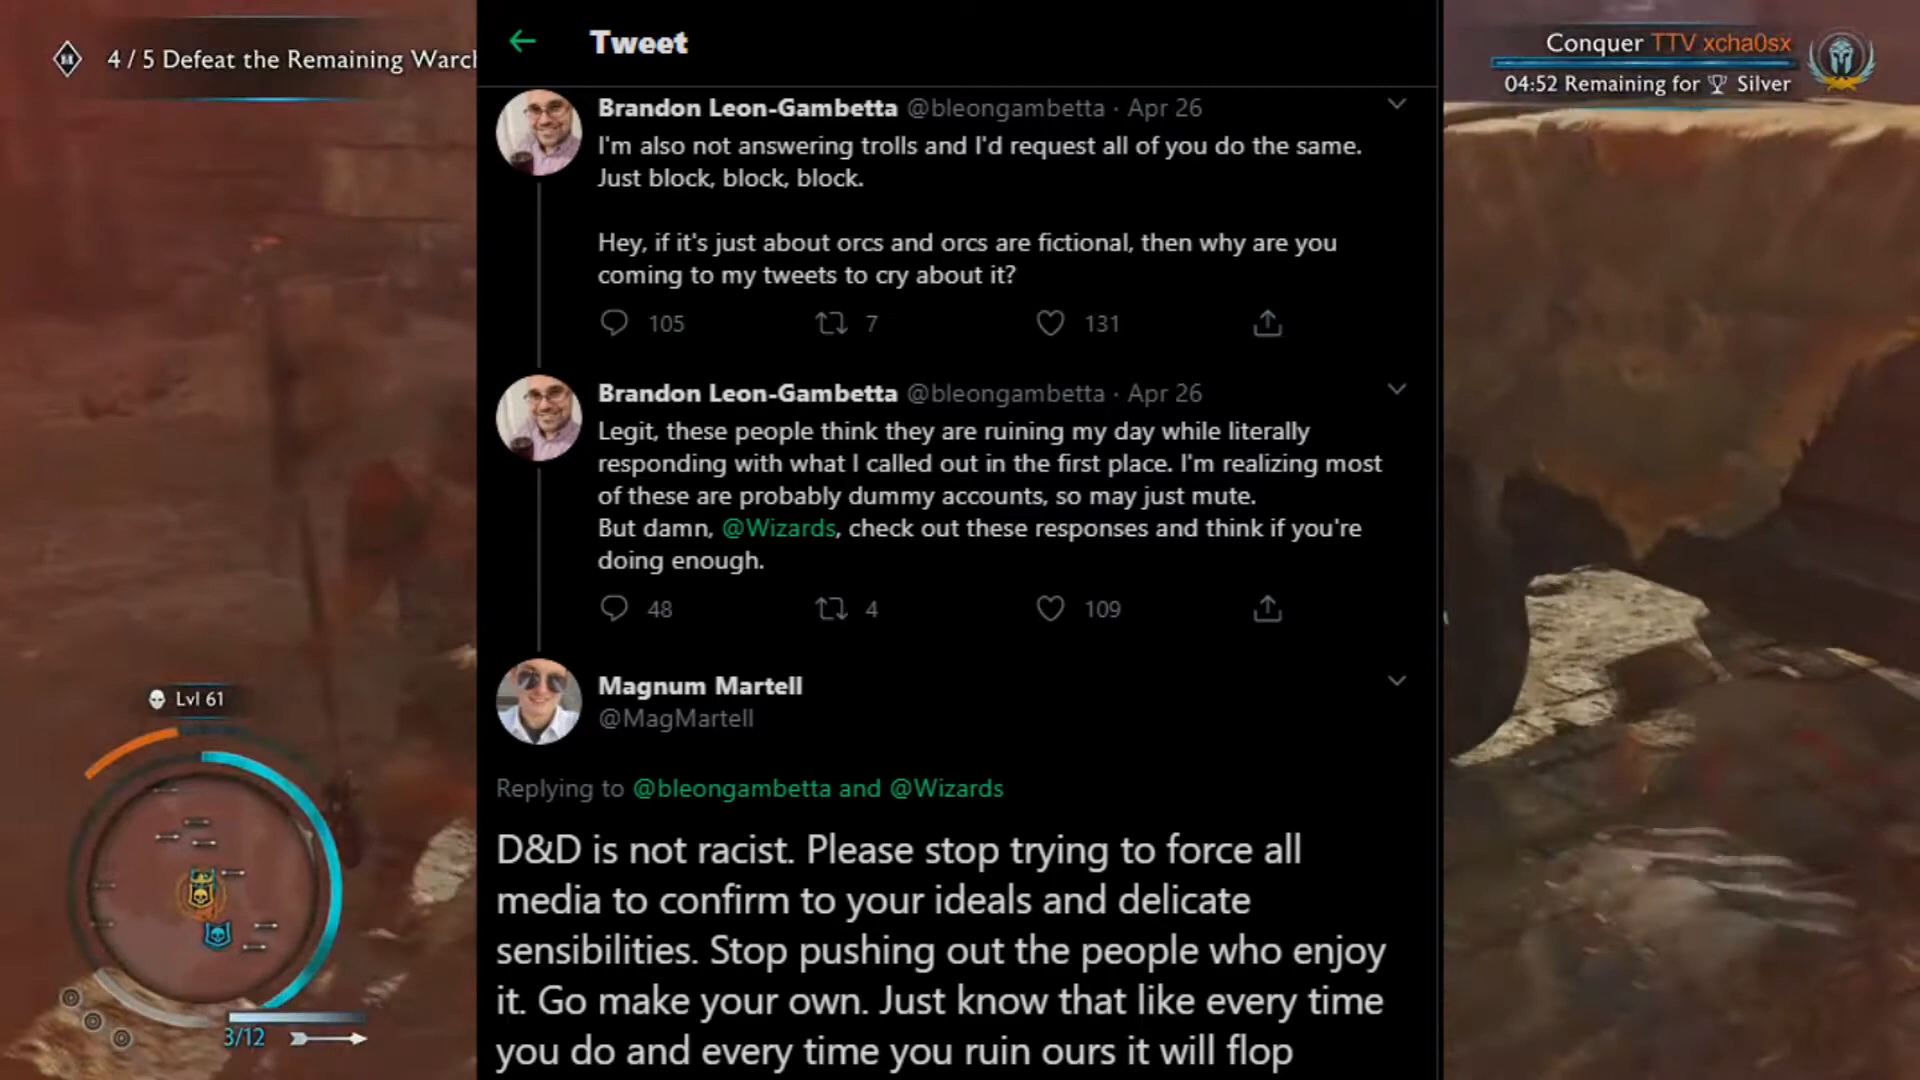 4 / 5 Defeat the Remaining Warch
Conquer TTV xcha0sx
04:52 Remaining for Silver
Tweet
Brandon Leon-Gambetta @bleongambetta · Apr 26
I'm also not answering trolls and I'd request all of you do the same.
Just block, block, block.
Hey, if it's just about orcs and orcs are fictional, then why are you
coming to my tweets to cry about it?
105 7 131
Brandon Leon-Gambetta @bleongambetta · Apr 26
Legit, these people think they are ruining my day while literally
responding with what I called out in the first place. I'm realizing most
of these are probably dummy accounts, so may just mute.
But damn, @Wizards, check out these responses and think if you're
doing enough.
48 4 109
Magnum Martell
@MagMartell
Replying to @bleongambetta and @Wizards
D&D is not racist. Please stop trying to force all
media to confirm to your ideals and delicate
sensibilities. Stop pushing out the people who enjoy
it. Go make your own. Just know that like every time
you do and every time you ruin ours it will flop
Lvl 61
3/12